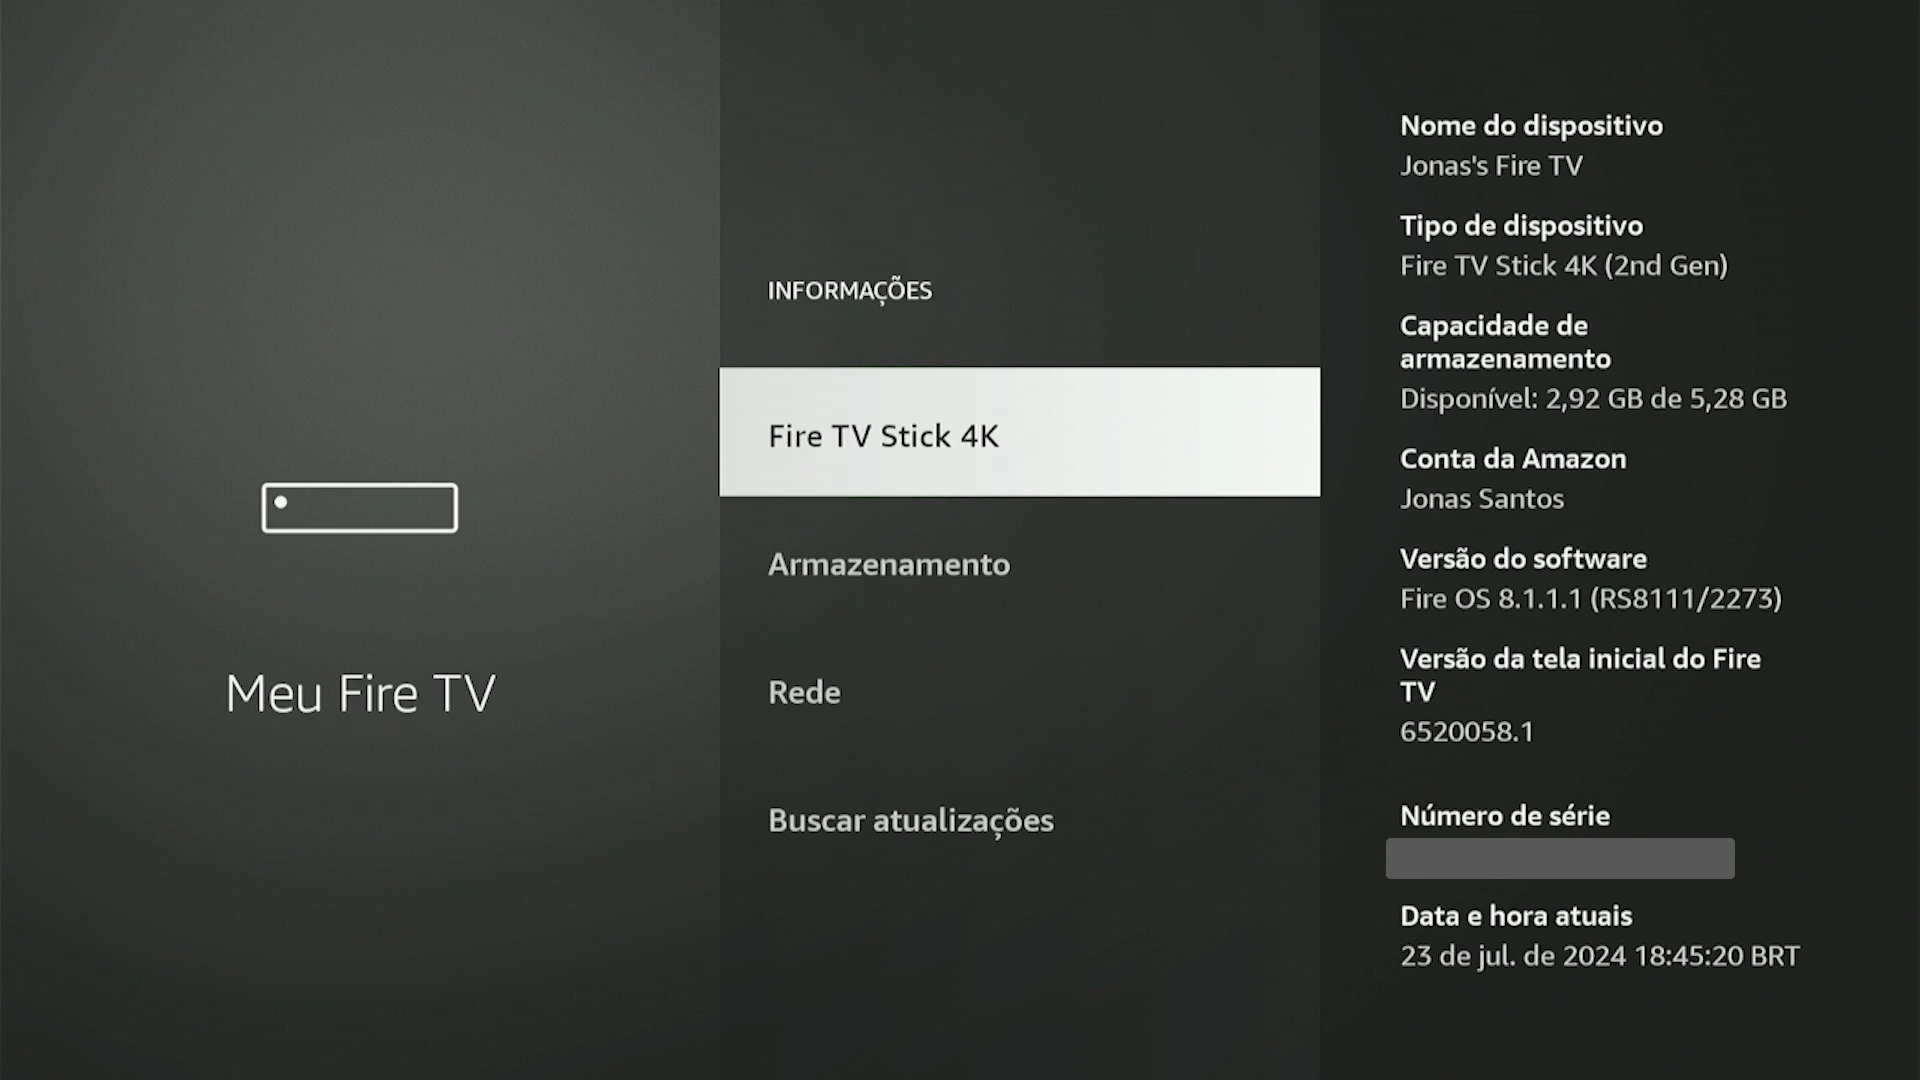 Meu Fire TV
INFORMAÇÕES
Fire TV Stick 4K
Armazenamento
Rede
Buscar atualizações
Nome do dispositivo
Jonas's Fire TV
Tipo de dispositivo
Fire TV Stick 4K (2nd Gen)
Capacidade de
armazenamento
Disponível: 2,92 GB de 5,28 GB
Conta da Amazon
Jonas Santos
Versão do software
Fire OS 8.1.1.1 (RS8111/2273)
Versão da tela inicial do Fire
TV
6520058.1
Número de série
Data e hora atuais
23 de jul. de 2024 18:45:20 BRT